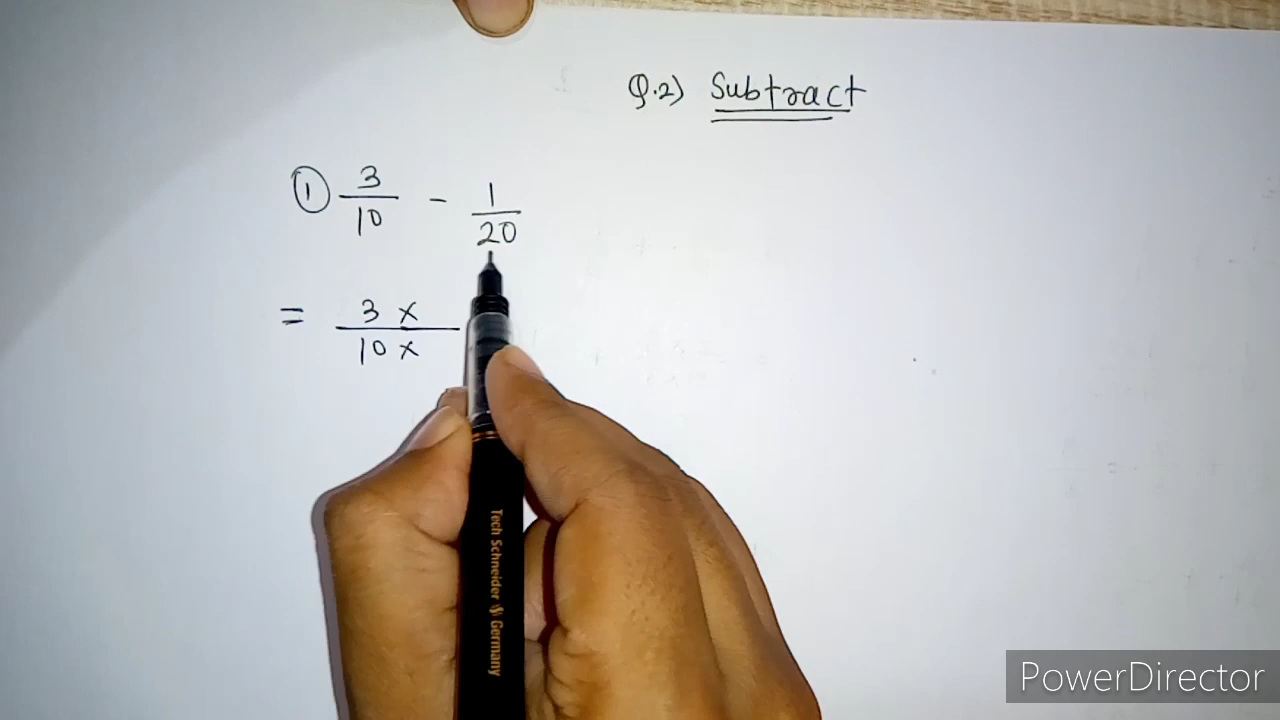 Q.2) Subtract
① 3/10 - 1/20
= 3 x / 10 x
Tech Schneider Germany
PowerDirector